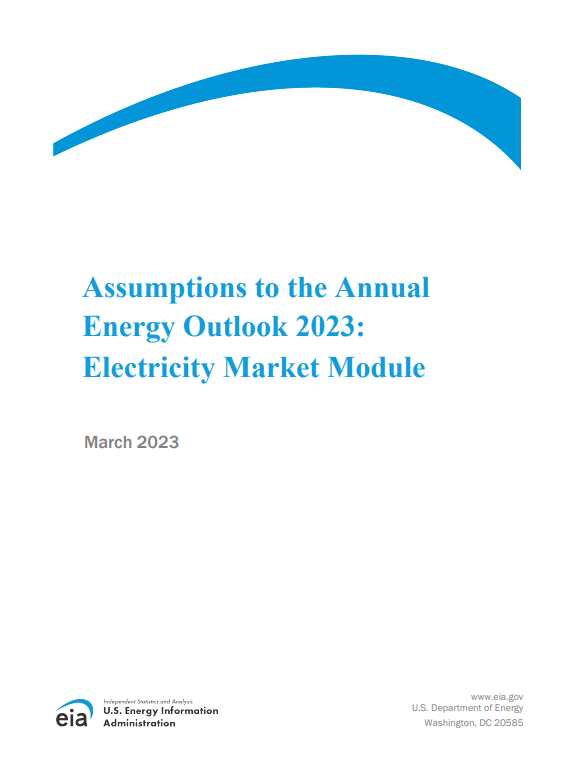 Assumptions to the Annual
Energy Outlook 2023:
Electricity Market Module
March 2023
eia
Independent Statistics and Analysis
U.S. Energy Information
Administration
www.eia.gov
U.S. Department of Energy
Washington, DC 20585